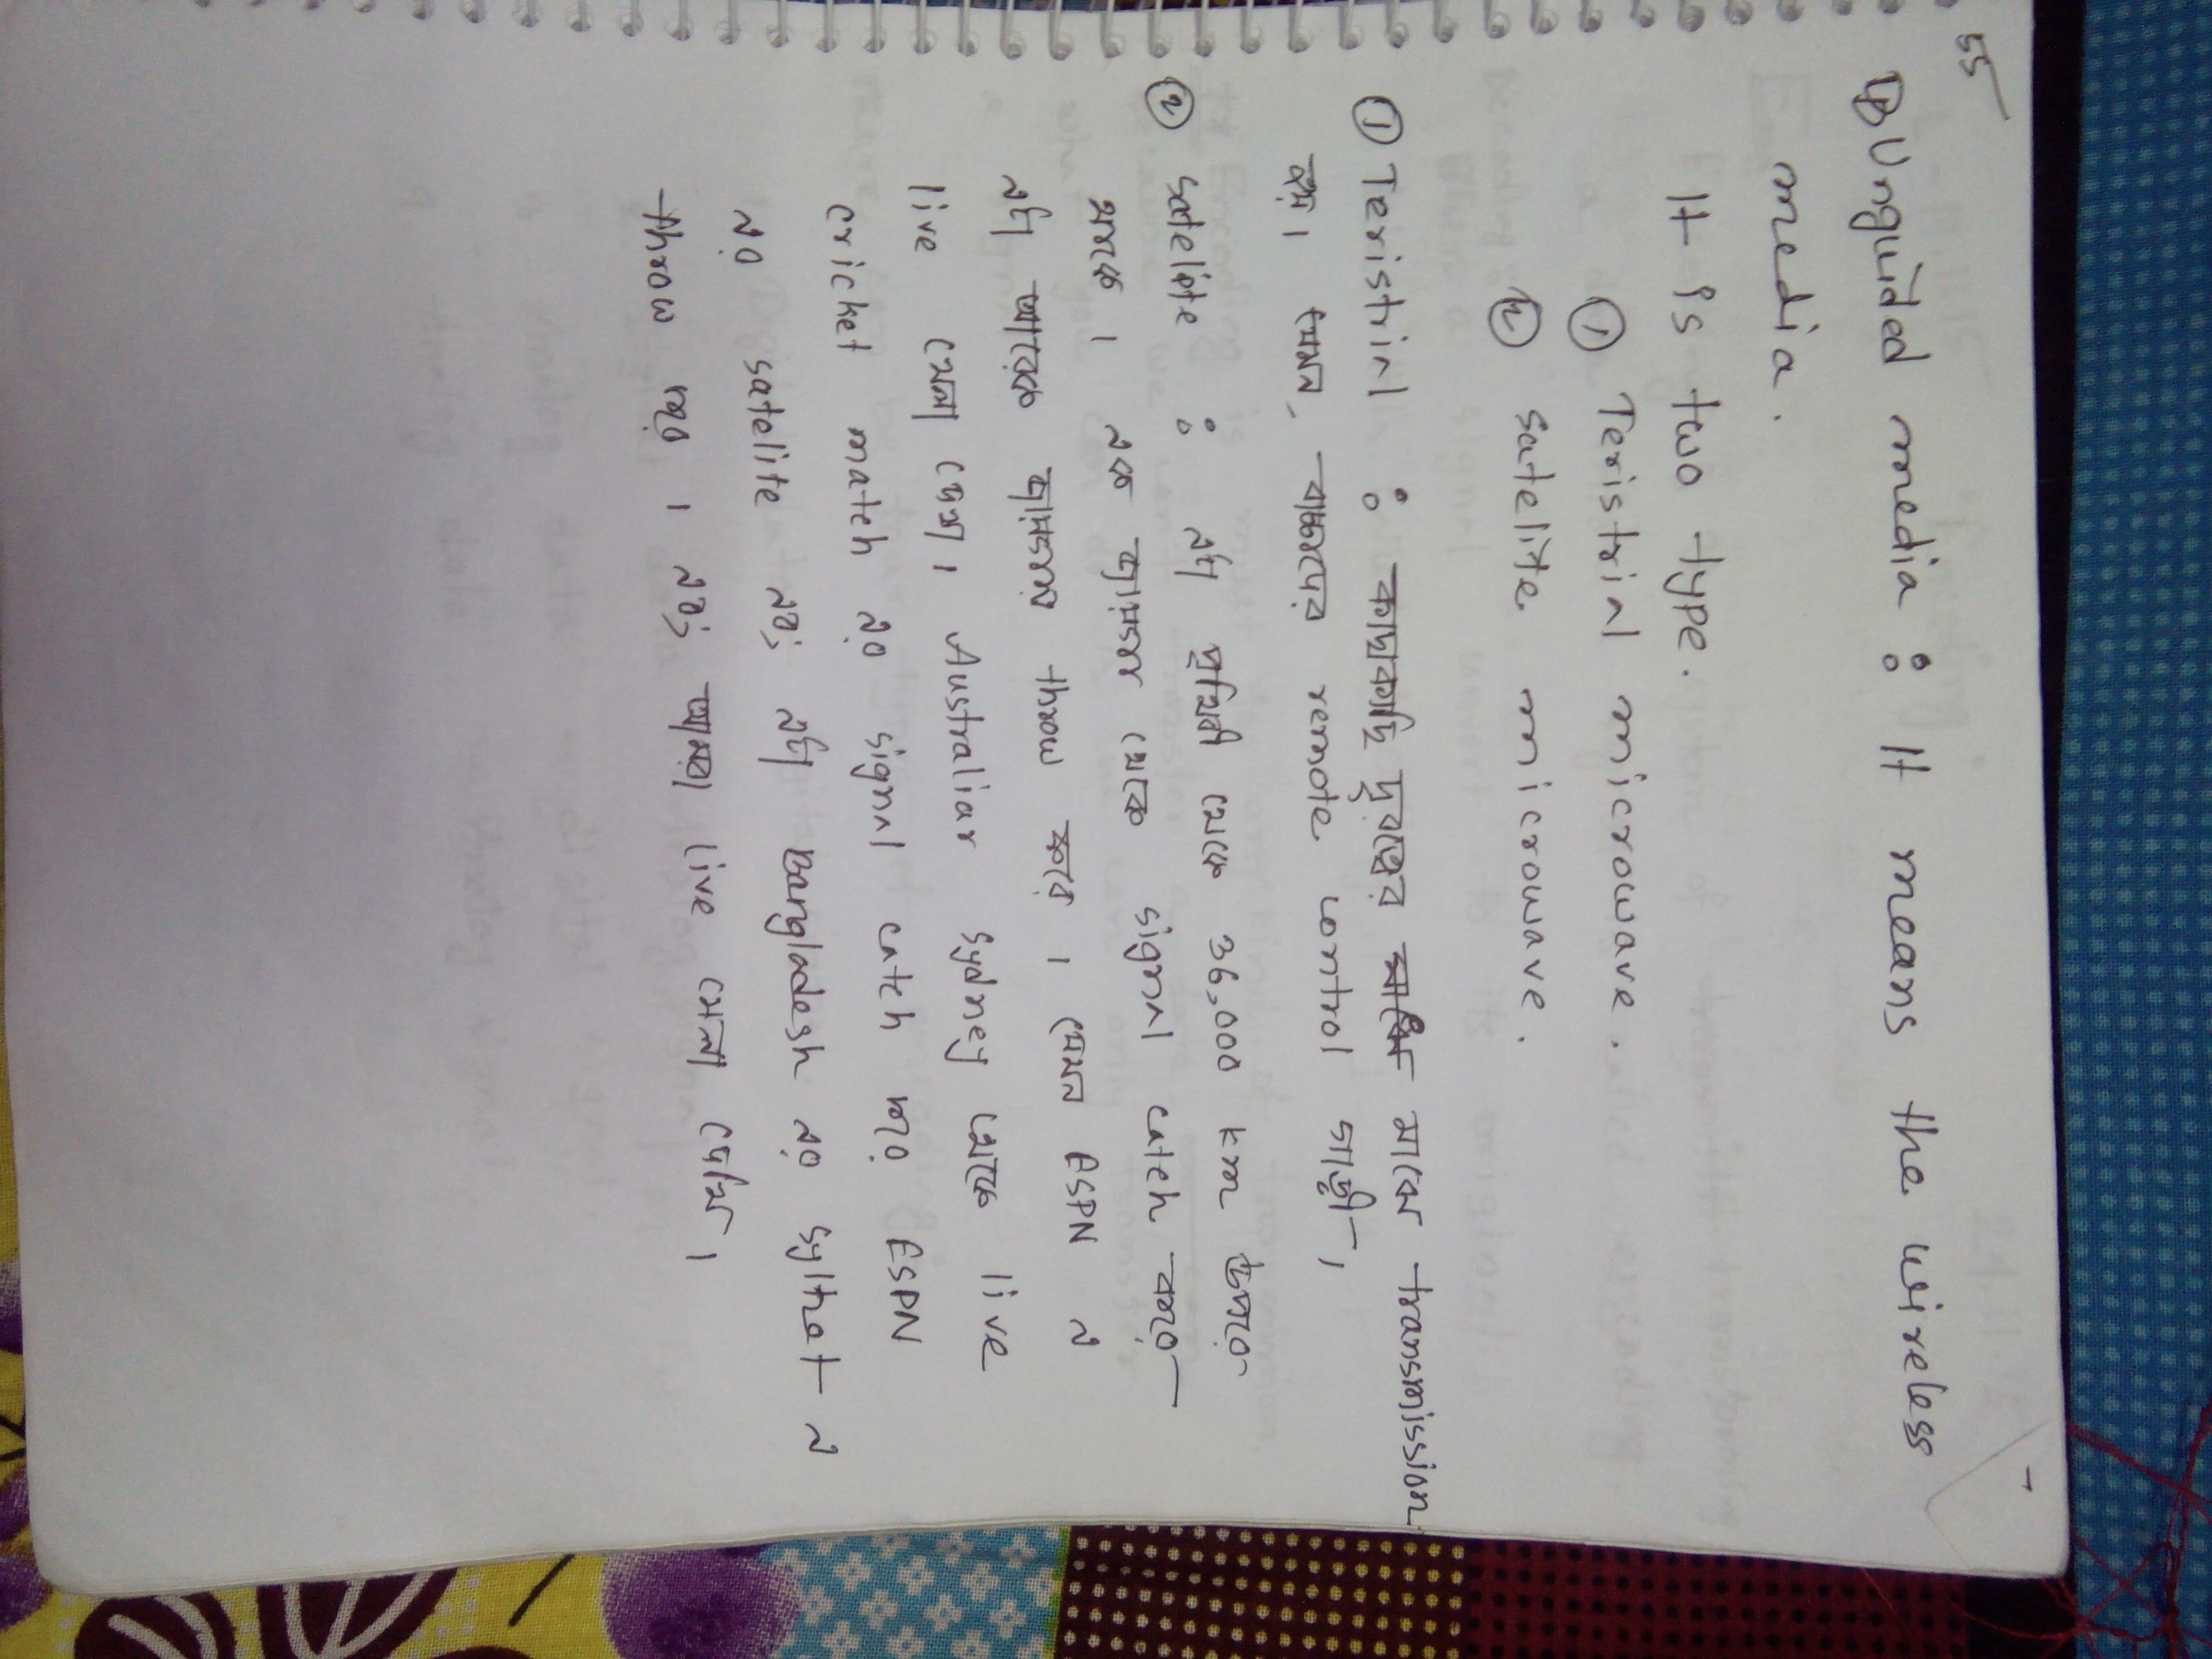 55
B Unguided media : It means the wireless
media.
It is two type.
① Teristrial microwave.
② Satelite microwave.
① Teristrial : কাছাকাছি দূরত্বের মাঝে transmission
হয়। যেমন, বাচ্চাদের remote control গাড়ী।
② Satelite : এটা পৃথিবী থেকে 36,000 km উপরে
থাকে। এক জায়গা থেকে signal catch করে
এটা আরেক জায়গায় throw করে। যেমন ESPN এ
live খেলা দেখা। Australiar Sydney থেকে live
cricket match এর signal catch করে ESPN
এর satelite এবং এটা Bangladesh এর Sylhet এ
throw করে। এবং আমরা live খেলা দেখি।